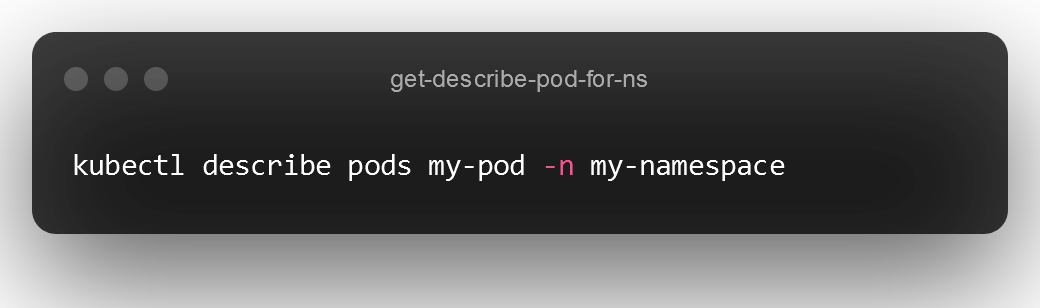 get-describe-pod-for-ns
kubectl describe pods my-pod -n my-namespace